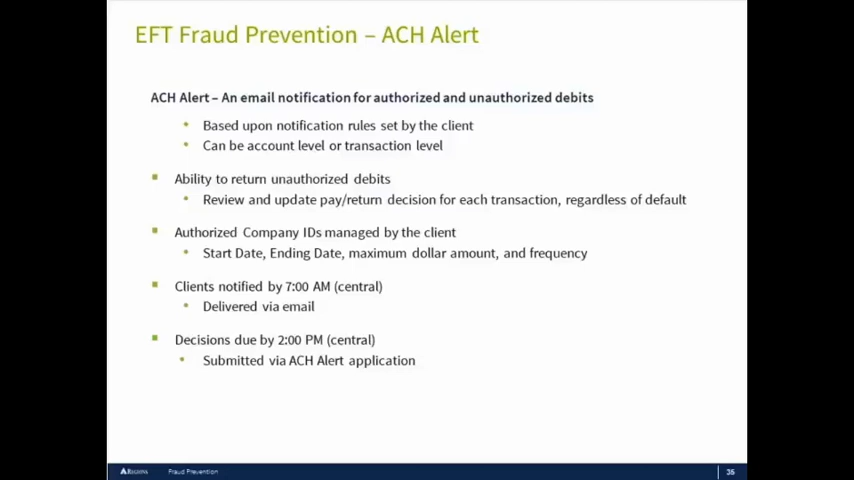 EFT Fraud Prevention – ACH Alert
ACH Alert – An email notification for authorized and unauthorized debits
Based upon notification rules set by the client
Can be account level or transaction level
Ability to return unauthorized debits
Review and update pay/return decision for each transaction, regardless of default
Authorized Company IDs managed by the client
Start Date, Ending Date, maximum dollar amount, and frequency
Clients notified by 7:00 AM (central)
Delivered via email
Decisions due by 2:00 PM (central)
Submitted via ACH Alert application
Regions Fraud Prevention 35